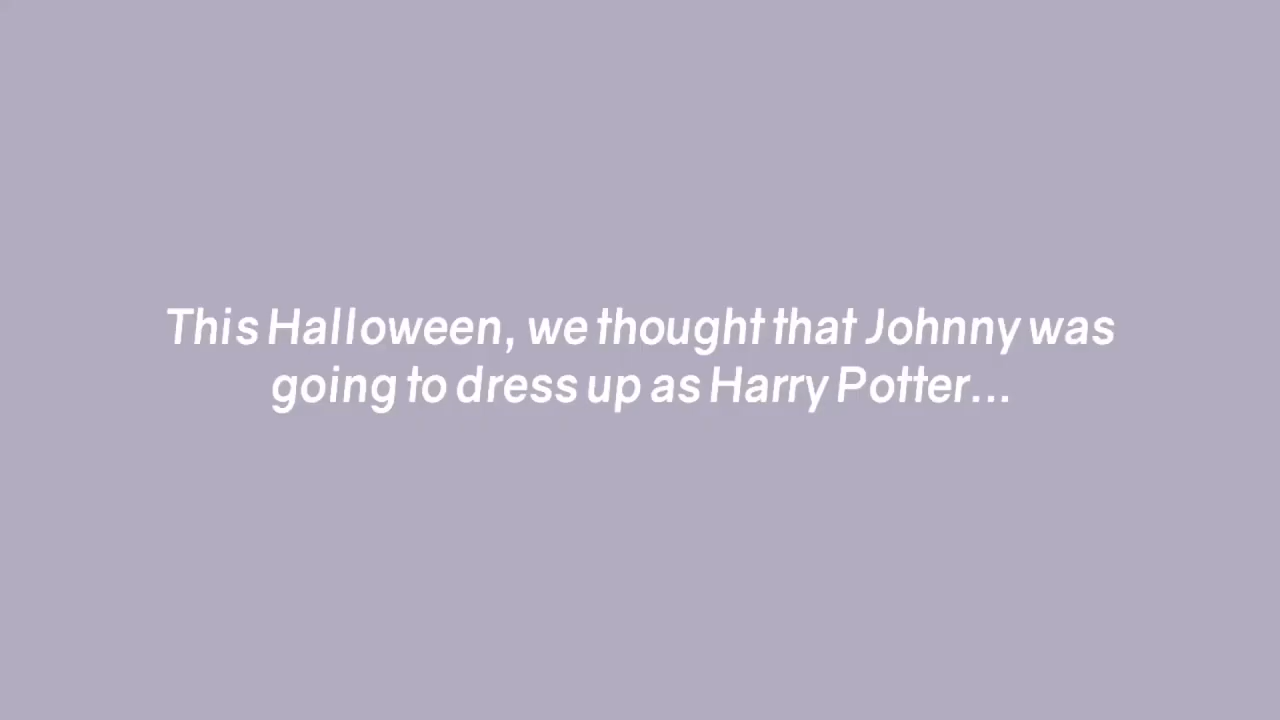 This Halloween, we thought that Johnny was
going to dress up as Harry Potter...